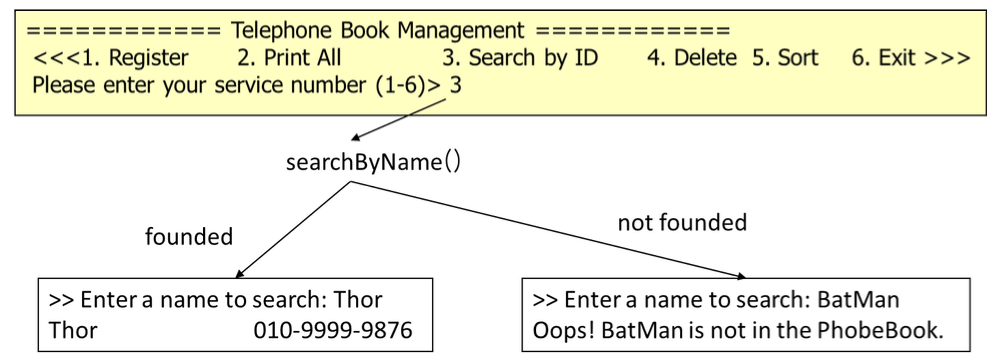 ============ Telephone Book Management ============
<<<1. Register 2. Print All 3. Search by ID 4. Delete 5. Sort 6. Exit >>>
Please enter your service number (1-6)> 3
searchByName()
founded
not founded
>> Enter a name to search: Thor
Thor 010-9999-9876
>> Enter a name to search: BatMan
Oops! BatMan is not in the PhobeBook.